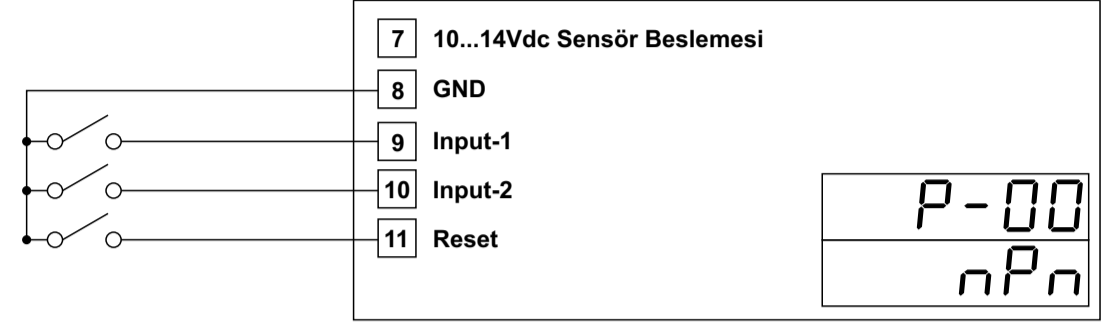 7 10...14Vdc Sensör Beslemesi
8 GND
9 Input-1
10 Input-2
11 Reset
P-00
nPn